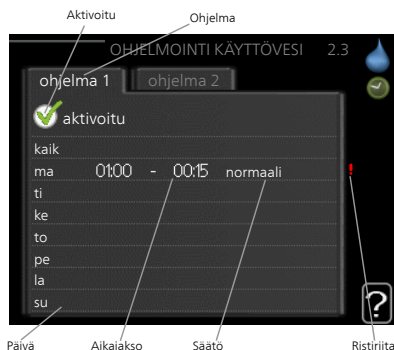 Aktivoitu Ohjelma
OHJELMOINTI KÄYTTÖVESI 2.3
ohjelma 1 ohjelma 2
aktivoitu
kaik
ma 01:00 - 00:15 normaali !
ti
ke
to
pe
la
su
?
Päivä Aikajakso Säätö Ristiriita